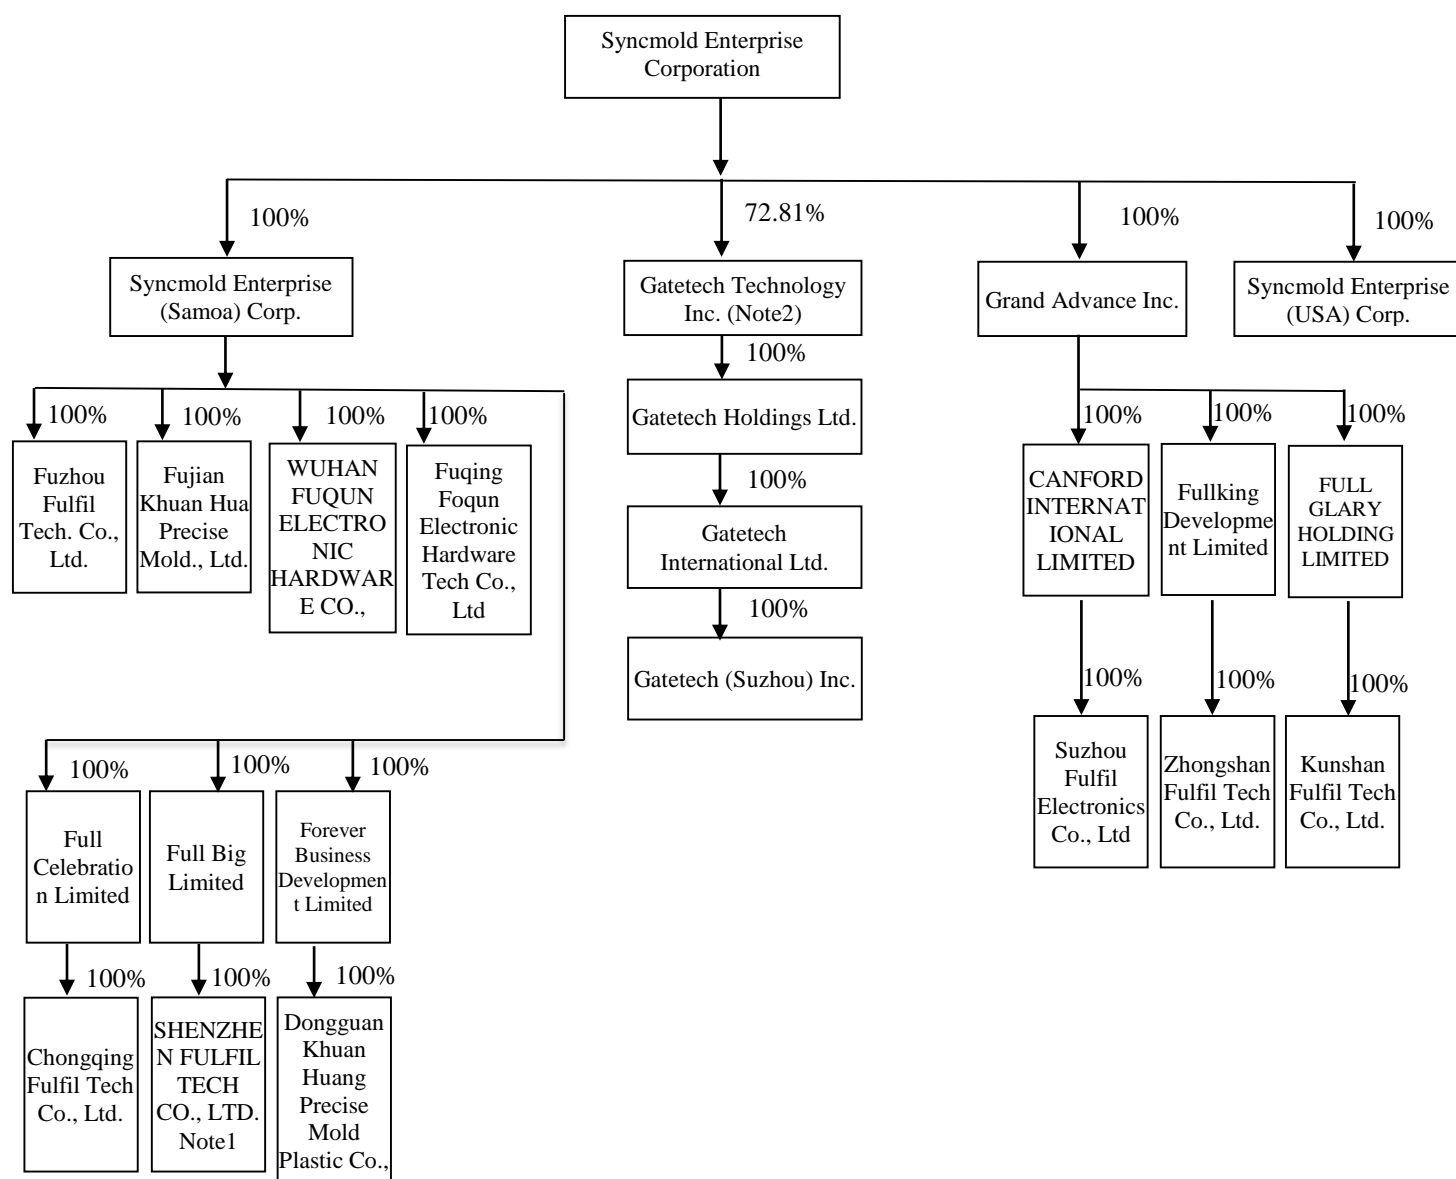 Syncmold Enterprise
Corporation
100%
72.81%
100%
100%
Syncmold Enterprise
(Samoa) Corp.
Gatetech Technology
Inc. (Note2)
Grand Advance Inc.
Syncmold Enterprise
(USA) Corp.
100%
100%
100%
100%
100%
100%
100%
100%
Fuzhou
Fulfil
Tech. Co.,
Ltd.
Fujian
Khuan Hua
Precise
Mold., Ltd.
WUHAN
FUQUN
ELECTRO
NIC
HARDWAR
E CO.,
Fuqing
Foqun
Electronic
Hardware
Tech Co.,
Ltd
Gatetech Holdings Ltd.
100%
Gatetech
International Ltd.
100%
Gatetech (Suzhou) Inc.
CANFORD
INTERNAT
IONAL
LIMITED
Fullking
Developme
nt Limited
FULL
GLARY
HOLDING
LIMITED
100%
100%
100%
Suzhou
Fulfil
Electronics
Co., Ltd
Zhongshan
Fulfil Tech
Co., Ltd.
Kunshan
Fulfil Tech
Co., Ltd.
100%
100%
100%
Full
Celebratio
n Limited
Full Big
Limited
Forever
Business
Developmen
t Limited
100%
100%
100%
Chongqing
Fulfil Tech
Co., Ltd.
SHENZHE
N FULFIL
TECH
CO., LTD.
Note1
Dongguan
Khuan
Huang
Precise
Mold
Plastic Co.,